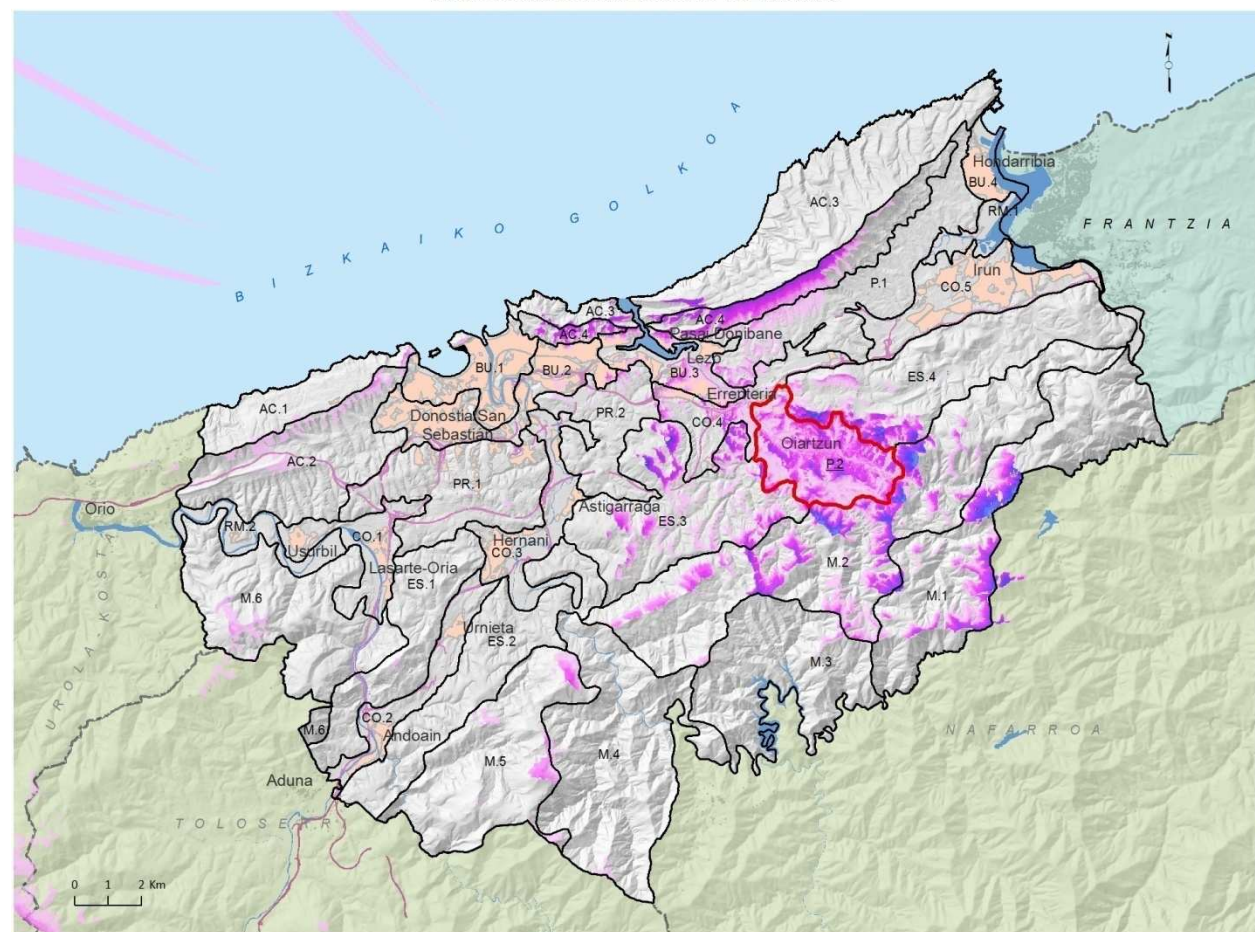 N
BIZKAIKO GOLKOA
Hondarribia
BU.4
AC.3
RM.1
FRANTZIA
Irun
P.1
CO.5
AC.3
AC.4
AC.4
Pasai Donibane
Lezo
BU.1
BU.2
BU.3
ES.4
Errenteria
AC.1
Donostia/San
Sebastián
PR.2
CO.4
Oiartzun
P.2
AC.2
PR.1
Orio
Astigarraga
ES.3
RM.2
CO.1
Usurbil
Hernani
CO.3
Lasarte-Oria
ES.1
M.2
M.1
M.6
UROLA-KOSTA
Urnieta
ES.2
M.3
CO.2
M.6
Andoain
M.5
M.4
NAFARROA
Aduna
TOLOSERR
0 1 2 Km